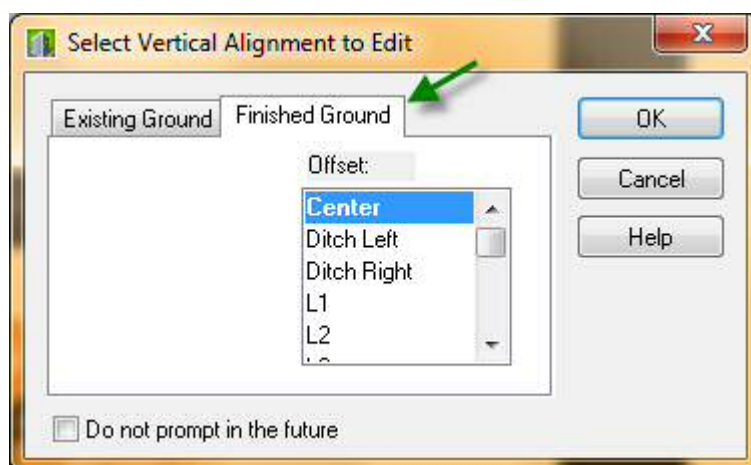 Select Vertical Alignment to Edit
Existing Ground
Finished Ground
Offset:
Center
Ditch Left
Ditch Right
L1
L2
OK
Cancel
Help
Do not prompt in the future